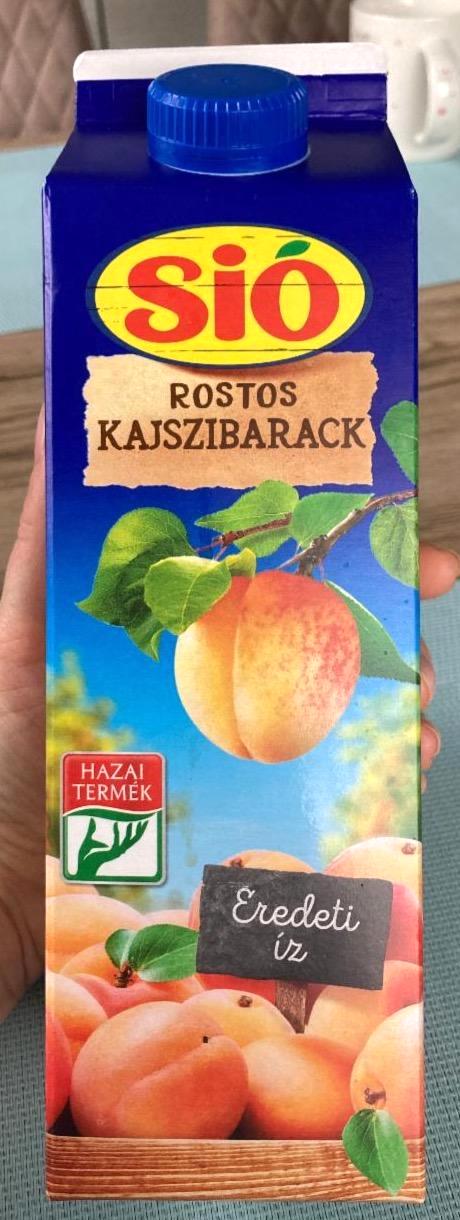 Sió
ROSTOS
KAJSZIBARACK
HAZAI
TERMÉK
Eredeti
íz